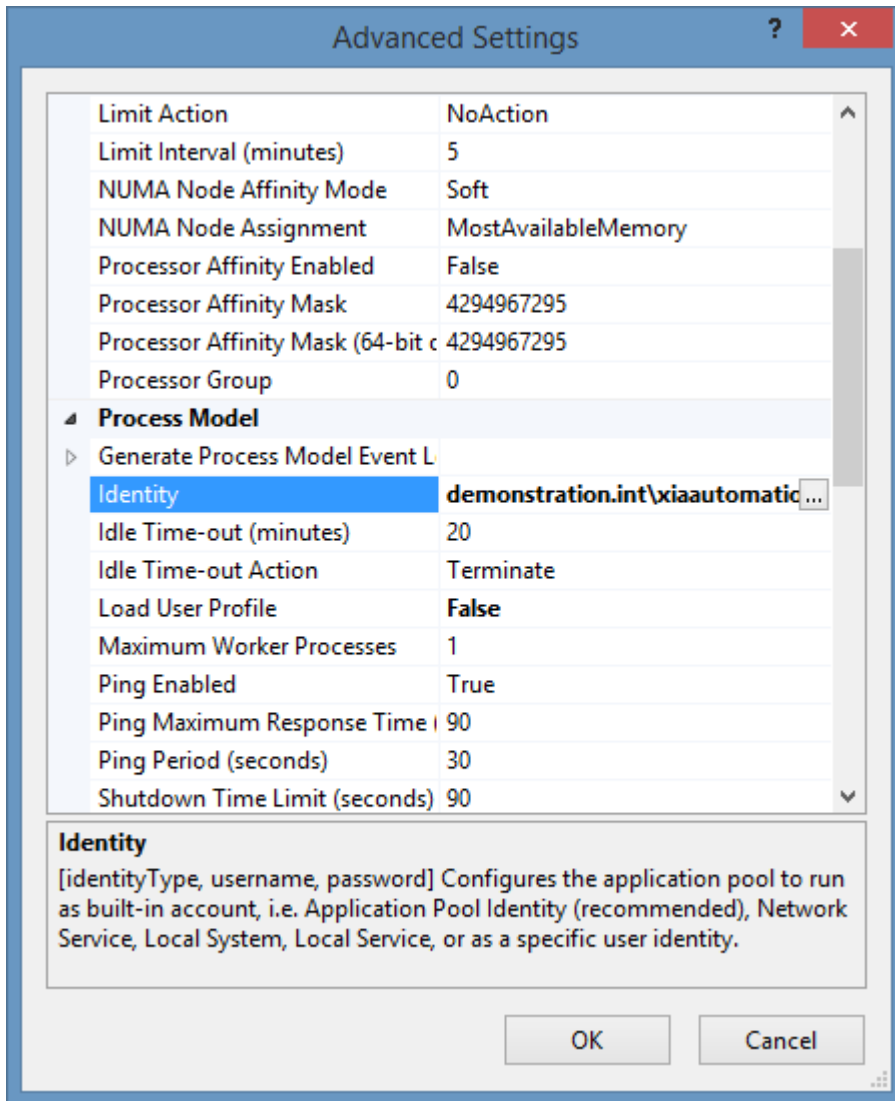 Advanced Settings
?
Limit Action NoAction
Limit Interval (minutes) 5
NUMA Node Affinity Mode Soft
NUMA Node Assignment MostAvailableMemory
Processor Affinity Enabled False
Processor Affinity Mask 4294967295
Processor Affinity Mask (64-bit c 4294967295
Processor Group 0
Process Model
Generate Process Model Event L
Identity demonstration.int\xiaautomatic ...
Idle Time-out (minutes) 20
Idle Time-out Action Terminate
Load User Profile False
Maximum Worker Processes 1
Ping Enabled True
Ping Maximum Response Time ( 90
Ping Period (seconds) 30
Shutdown Time Limit (seconds) 90
Identity
[identityType, username, password] Configures the application pool to run
as built-in account, i.e. Application Pool Identity (recommended), Network
Service, Local System, Local Service, or as a specific user identity.
OK Cancel